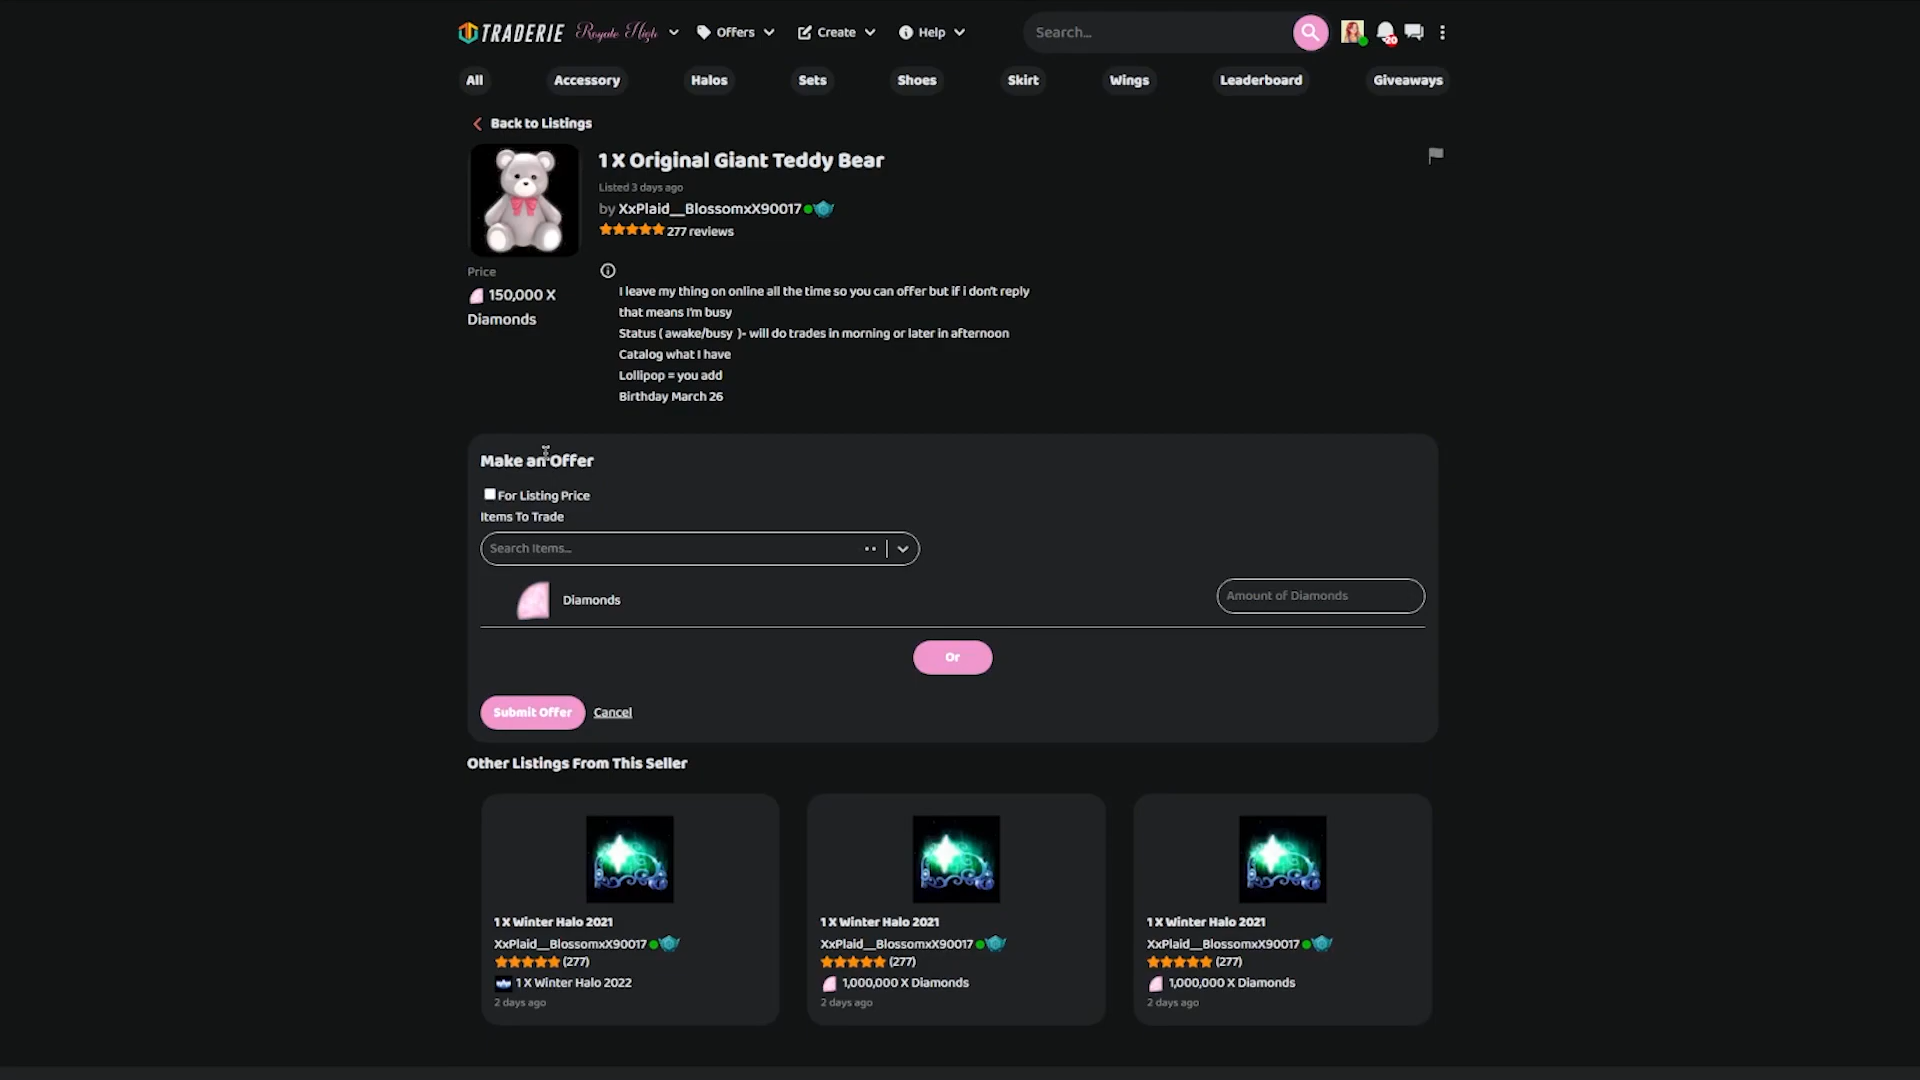 TRADERIE Royale High Offers Create Help Search... 20
All Accessory Halos Sets Shoes Skirt Wings Leaderboard Giveaways
Back to Listings
1 X Original Giant Teddy Bear
Listed 3 days ago
by XxPlaid__BlossomxX90017
277 reviews
Price
150,000 X
Diamonds
I leave my thing on online all the time so you can offer but if i don't reply
that means I'm busy
Status ( awake/busy )- will do trades in morning or later in afternoon
Catalog what I have
Lollipop = you add
Birthday March 26
Make an Offer
For Listing Price
Items To Trade
Search Items...
Diamonds Amount of Diamonds
Or
Submit Offer Cancel
Other Listings From This Seller
1 X Winter Halo 2021
XxPlaid__BlossomxX90017
(277)
1 X Winter Halo 2022
2 days ago
1 X Winter Halo 2021
XxPlaid__BlossomxX90017
(277)
1,000,000 X Diamonds
2 days ago
1 X Winter Halo 2021
XxPlaid__BlossomxX90017
(277)
1,000,000 X Diamonds
2 days ago